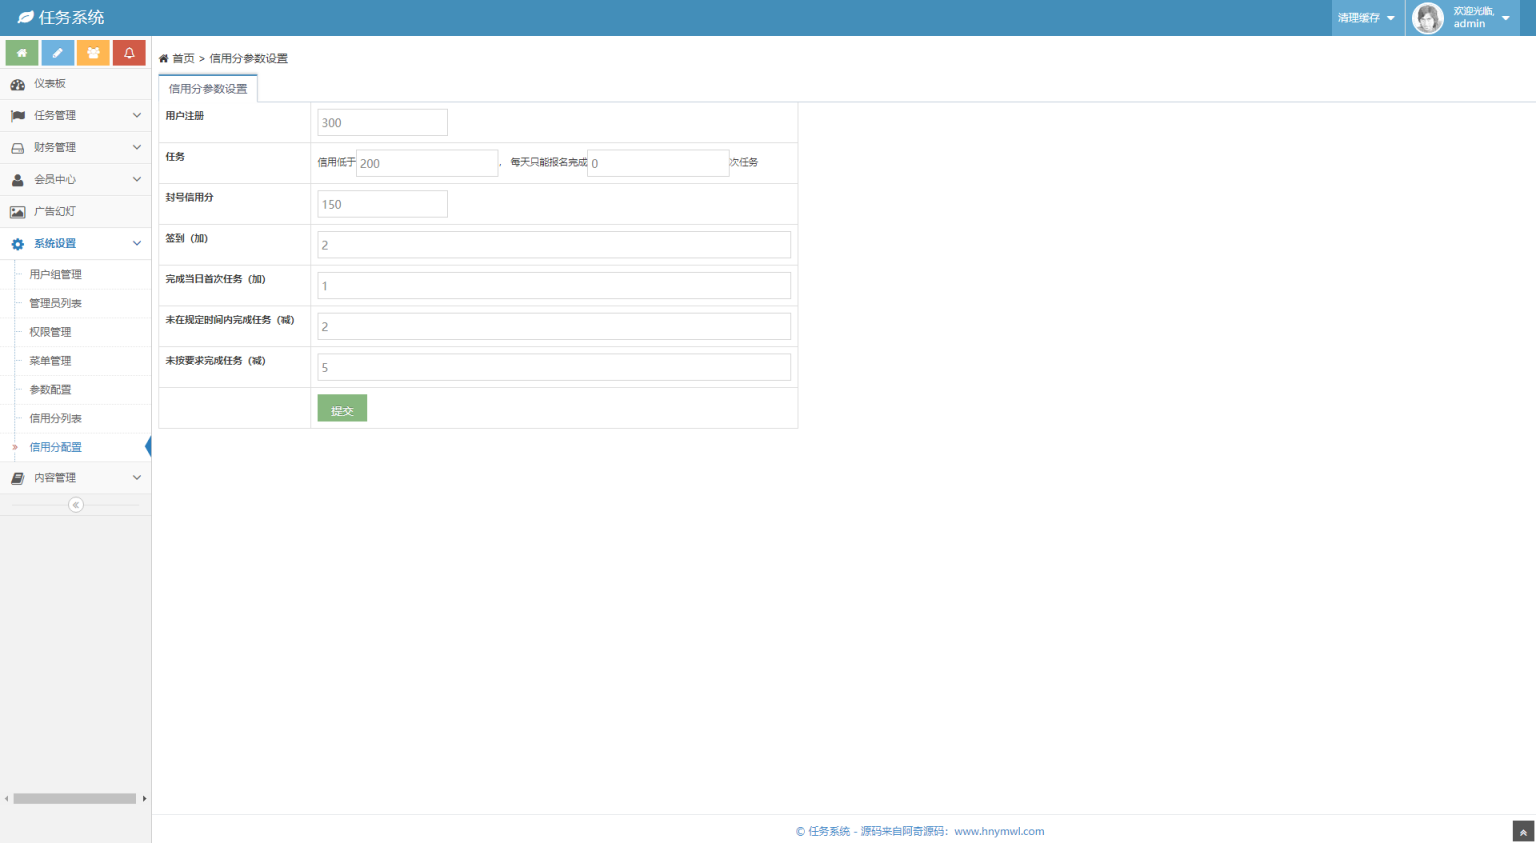 任务系统
清理缓存
欢迎光临,
admin
首页 > 信用分参数设置
仪表板
任务管理
财务管理
会员中心
广告幻灯
系统设置
用户组管理
管理员列表
权限管理
菜单管理
参数配置
信用分列表
信用分配置
内容管理
信用分参数设置
用户注册 300
任务 信用低于 200 , 每天只能报名完成 0 次任务
封号信用分 150
签到（加） 2
完成当日首次任务（加） 1
未在规定时间内完成任务（减） 2
未按要求完成任务（减） 5
提交
© 任务系统 - 源码来自阿奇源码：www.hnymwl.com